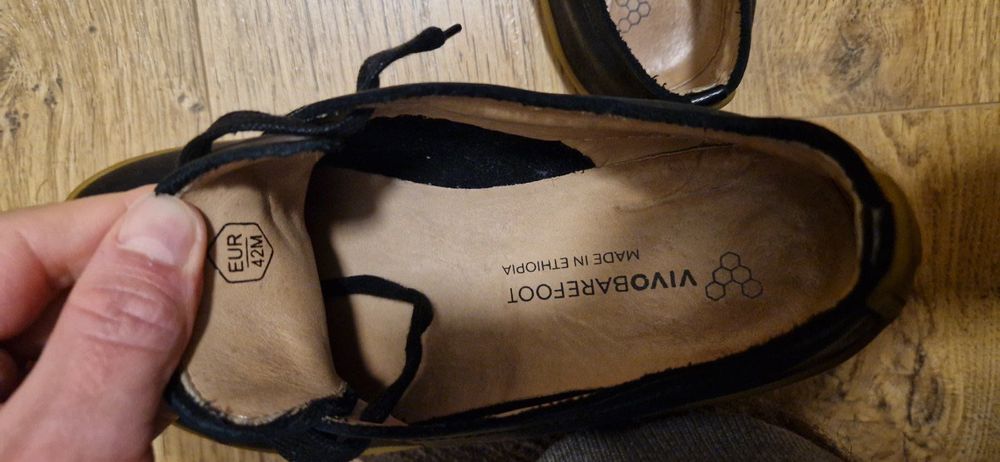 EUR
42M
VIVOBAREFOOT
MADE IN ETHIOPIA